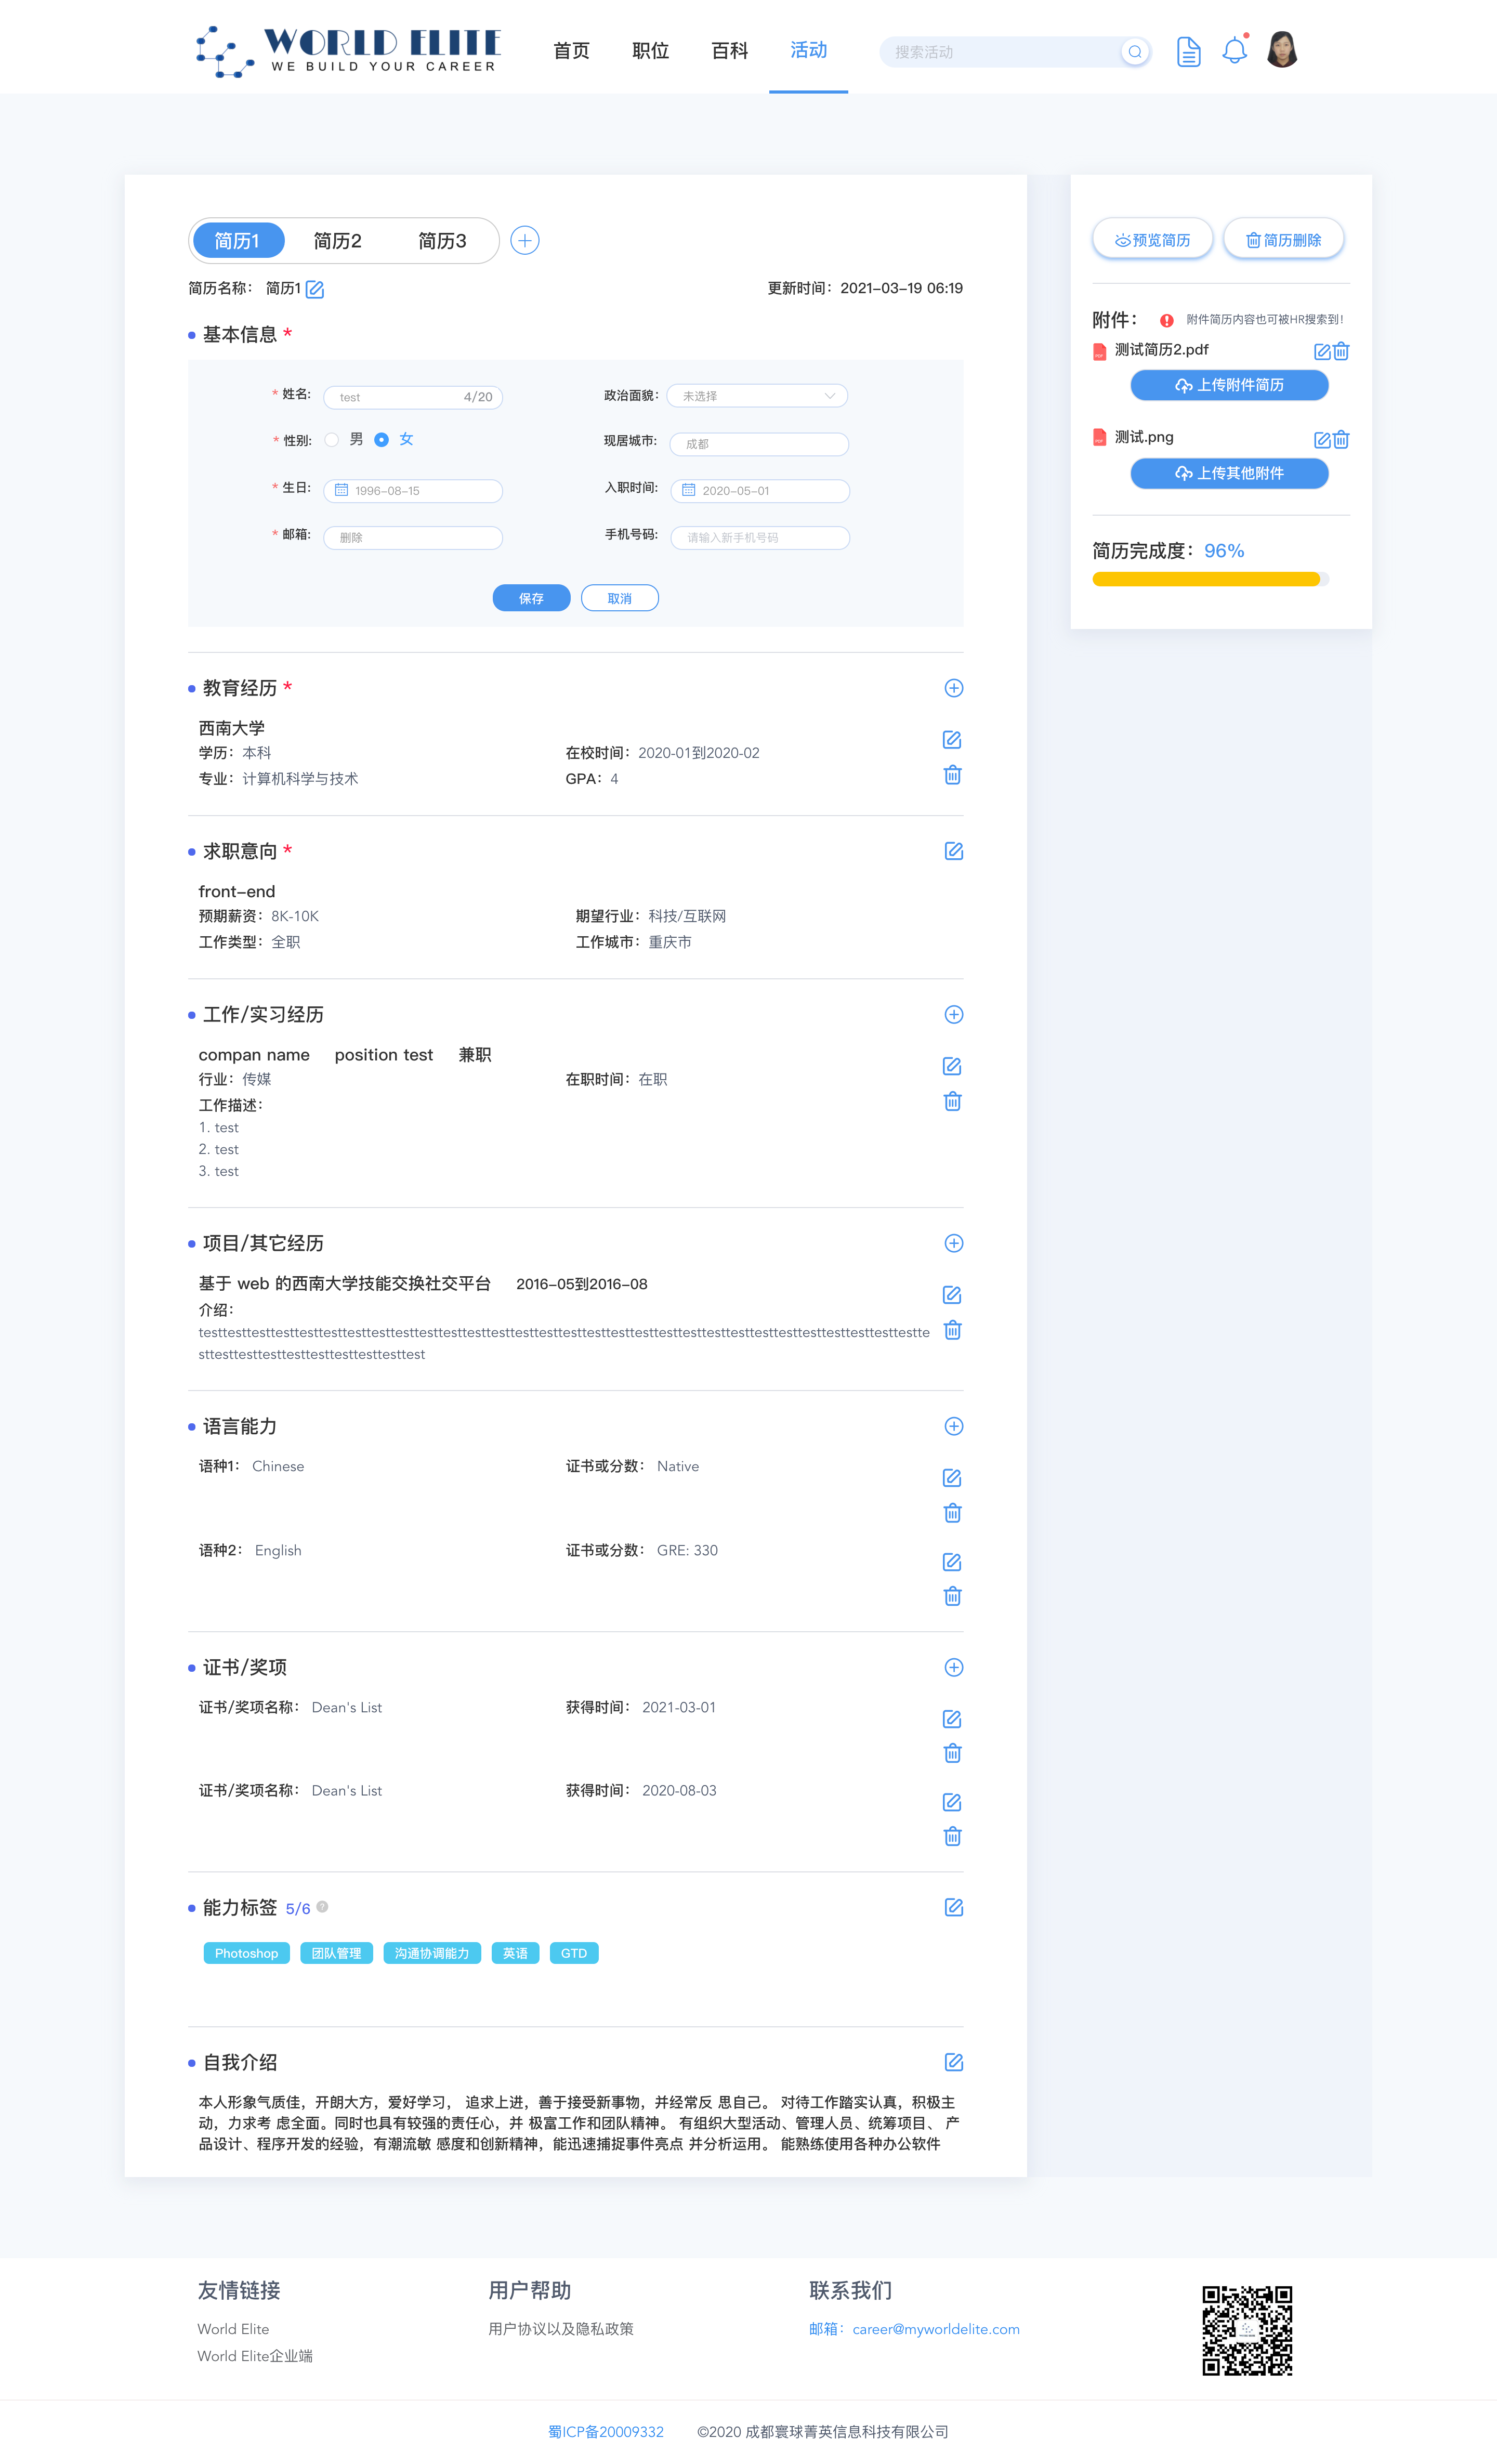 WORLD ELITE
WE BUILD YOUR CAREER
首页 职位 百科 活动
搜索活动
简历1 简历2 简历3
简历名称： 简历1
更新时间：2021-03-19 06:19
基本信息 *
* 姓名: test 4/20
政治面貌： 未选择
* 性别: 男 女
现居城市: 成都
* 生日: 1996-08-15
入职时间: 2020-05-01
* 邮箱: 删除
手机号码: 请输入新手机号码
保存 取消
教育经历 *
西南大学
学历：本科 在校时间：2020-01到2020-02
专业：计算机科学与技术 GPA：4
求职意向 *
front-end
预期薪资：8K-10K 期望行业：科技/互联网
工作类型：全职 工作城市：重庆市
工作/实习经历
compan name position test 兼职
行业：传媒 在职时间：在职
工作描述：
1. test
2. test
3. test
项目/其它经历
基于 web 的西南大学技能交换社交平台 2016-05到2016-08
介绍：
testtesttesttesttesttesttesttesttesttesttesttesttesttesttesttesttesttesttesttesttesttesttesttesttesttesttesttesttesttesttestte
sttesttesttesttesttesttesttesttesttest
语言能力
语种1： Chinese 证书或分数： Native
语种2： English 证书或分数： GRE: 330
证书/奖项
证书/奖项名称： Dean's List 获得时间： 2021-03-01
证书/奖项名称： Dean's List 获得时间： 2020-08-03
能力标签 5/6 ?
Photoshop 团队管理 沟通协调能力 英语 GTD
自我介绍
本人形象气质佳，开朗大方，爱好学习， 追求上进，善于接受新事物，并经常反 思自己。 对待工作踏实认真，积极主
动，力求考 虑全面。同时也具有较强的责任心，并 极富工作和团队精神。 有组织大型活动、管理人员、统筹项目、 产
品设计、程序开发的经验，有潮流敏 感度和创新精神，能迅速捕捉事件亮点 并分析运用。 能熟练使用各种办公软件
预览简历 简历删除
附件： 附件简历内容也可被HR搜索到！
测试简历2.pdf
上传附件简历
测试.png
上传其他附件
简历完成度：96%
友情链接
World Elite
World Elite企业端
用户帮助
用户协议以及隐私政策
联系我们
邮箱：career@myworldelite.com
蜀ICP备20009332 ©2020 成都寰球菁英信息科技有限公司